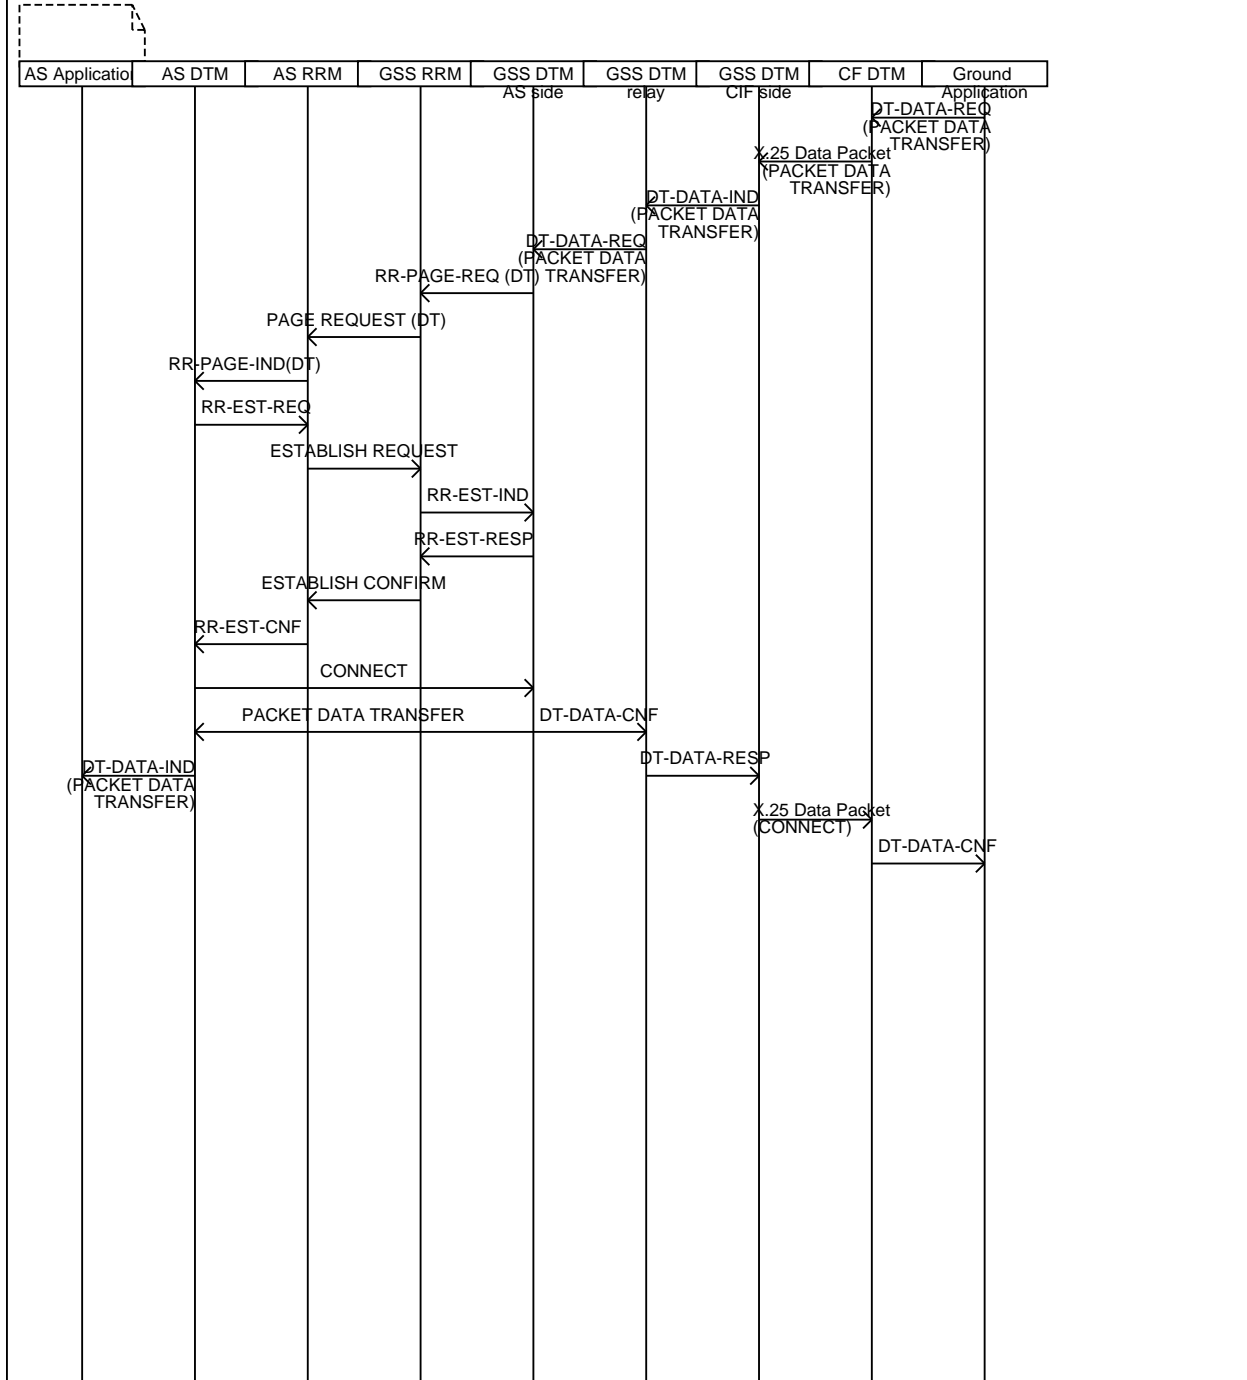 AS Application AS DTM AS RRM GSS RRM GSS DTM GSS DTM GSS DTM CF DTM Ground
AS side relay CIF side Application
DT-DATA-REQ
(PACKET DATA
TRANSFER)
X.25 Data Packet
(PACKET DATA
TRANSFER)
DT-DATA-IND
(PACKET DATA
TRANSFER)
DT-DATA-REQ
(PACKET DATA
TRANSFER)
RR-PAGE-REQ (DT)
PAGE REQUEST (DT)
RR-PAGE-IND(DT)
RR-EST-REQ
ESTABLISH REQUEST
RR-EST-IND
RR-EST-RESP
ESTABLISH CONFIRM
RR-EST-CNF
CONNECT
PACKET DATA TRANSFER DT-DATA-CNF
DT-DATA-RESP
DT-DATA-IND
(PACKET DATA
TRANSFER)
X.25 Data Packet
(CONNECT)
DT-DATA-CNF